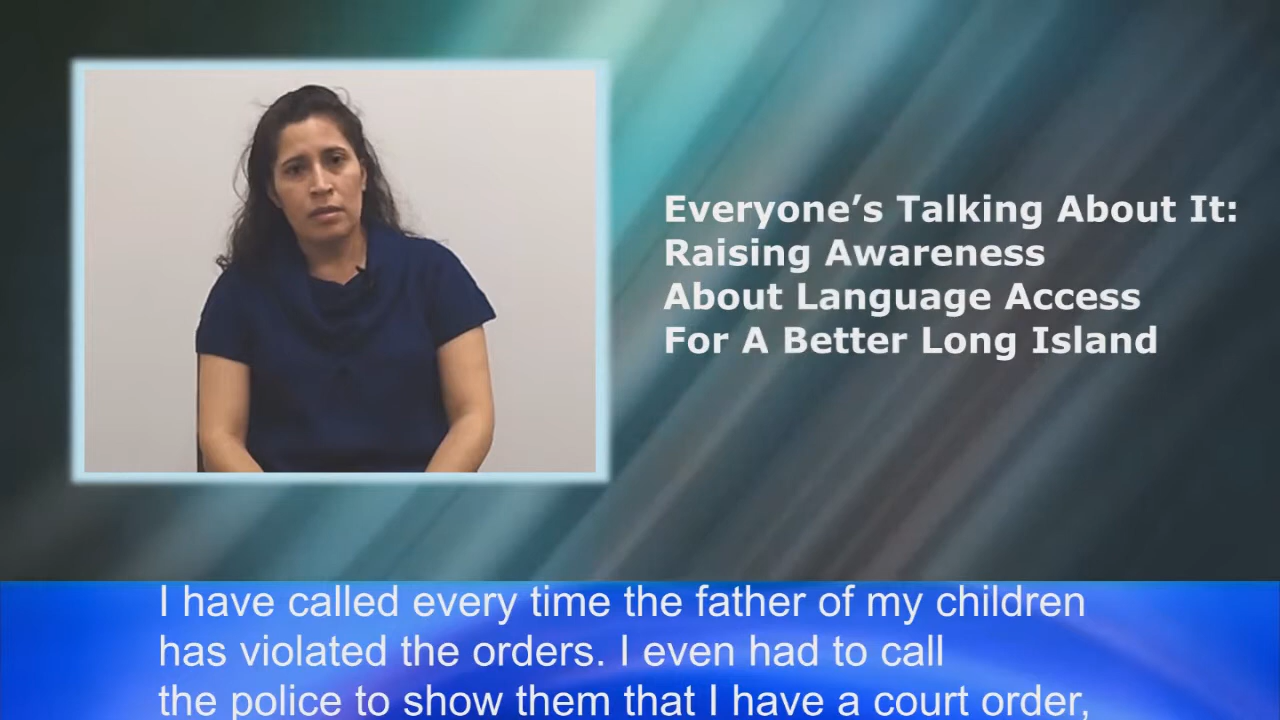 Everyone’s Talking About It:
Raising Awareness
About Language Access
For A Better Long Island
I have called every time the father of my children
has violated the orders. I even had to call
the police to show them that I have a court order,